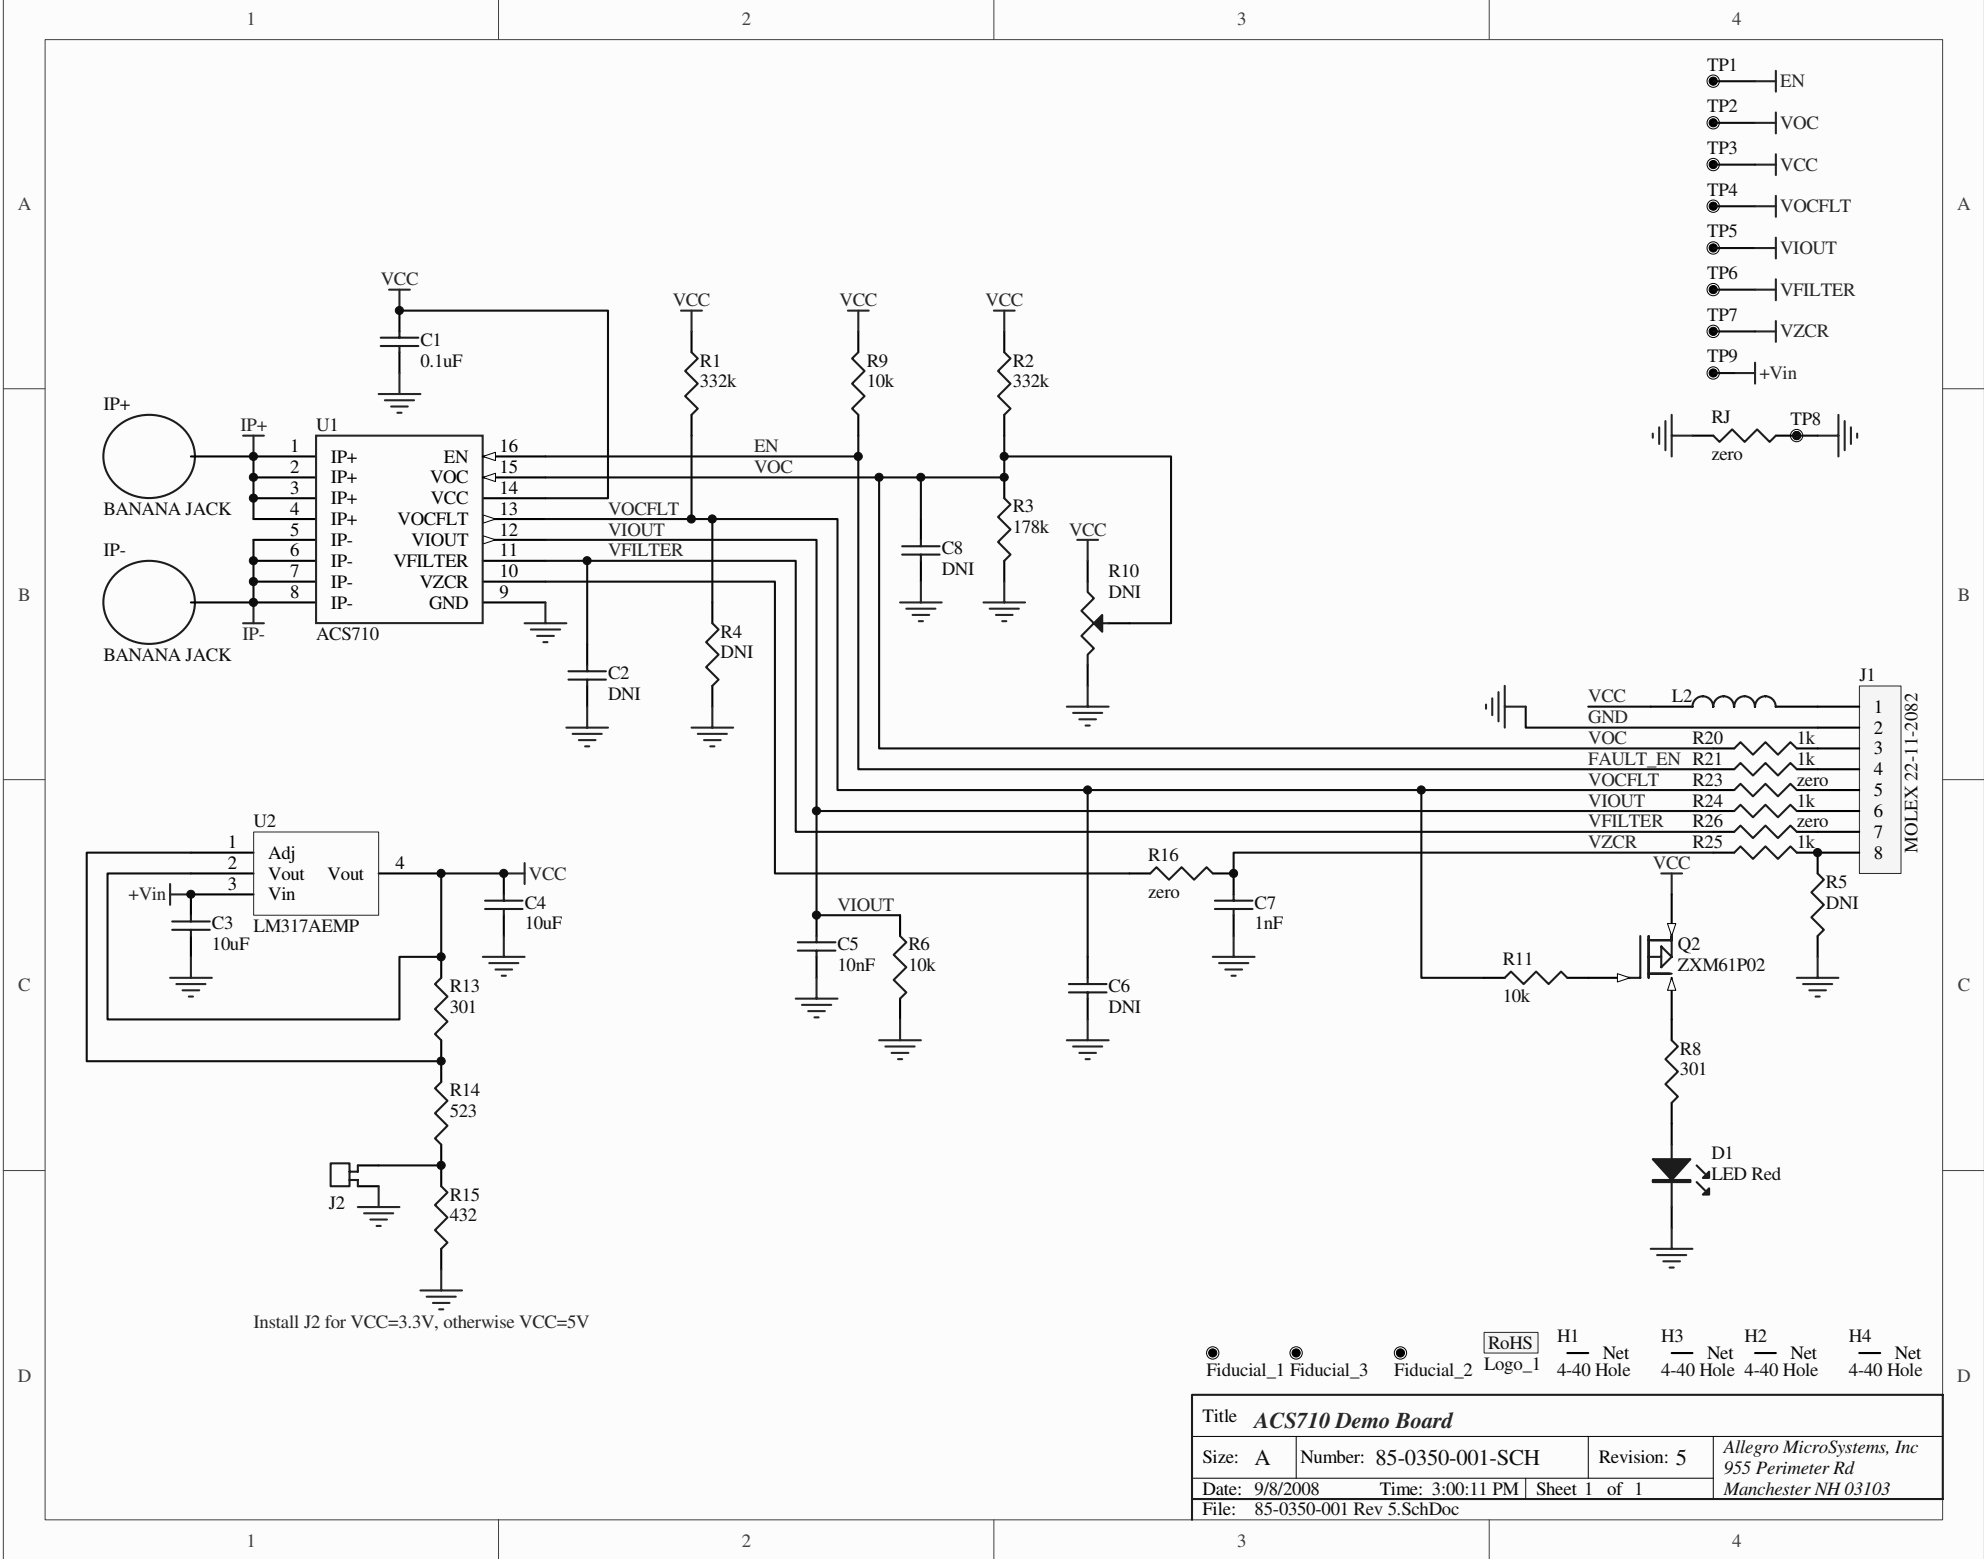 1 2 3 4
A
B
C
D
A
B
C
D
TP1
EN
TP2
VOC
TP3
VCC
TP4
VOCFLT
TP5
VIOUT
TP6
VFILTER
TP7
VZCR
TP9
+Vin
RJ
zero
TP8
VCC
C1
0.1uF
VCC
R1
332k
VCC
R9
10k
VCC
R2
332k
IP+
BANANA JACK
IP+
IP-
BANANA JACK
IP-
U1
1 IP+
2 IP+
3 IP+
4 IP+
5 IP-
6 IP-
7 IP-
8 IP-
EN 16
VOC 15
VCC 14
VOCFLT 13
VIOUT 12
VFILTER 11
VZCR 10
GND 9
ACS710
EN
VOC
VOCFLT
VIOUT
VFILTER
C8
DNI
R3
178k
VCC
R10
DNI
C2
DNI
R4
DNI
J1
VCC L2 1
GND 2
VOC R20 1k 3
FAULT_EN R21 1k 4
VOCFLT R23 zero 5
VIOUT R24 1k 6
VFILTER R26 zero 7
VZCR R25 1k 8
MOLEX 22-11-2082
U2
1 Adj
2 Vout
3 Vin
Vout 4
LM317AEMP
+Vin
C3
10uF
VCC
C4
10uF
R13
301
R14
523
J2
R15
432
Install J2 for VCC=3.3V, otherwise VCC=5V
VIOUT
C5
10nF
R6
10k
R16
zero
C7
1nF
C6
DNI
R11
10k
VCC
Q2
ZXM61P02
R5
DNI
R8
301
D1
LED Red
Fiducial_1
Fiducial_3
Fiducial_2
RoHS
Logo_1
H1
Net
4-40 Hole
H3
Net
4-40 Hole
H2
Net
4-40 Hole
H4
Net
4-40 Hole
Title ACS710 Demo Board
Size: A Number: 85-0350-001-SCH Revision: 5
Allegro MicroSystems, Inc
955 Perimeter Rd
Manchester NH 03103
Date: 9/8/2008 Time: 3:00:11 PM Sheet 1 of 1
File: 85-0350-001 Rev 5.SchDoc
1 2 3 4